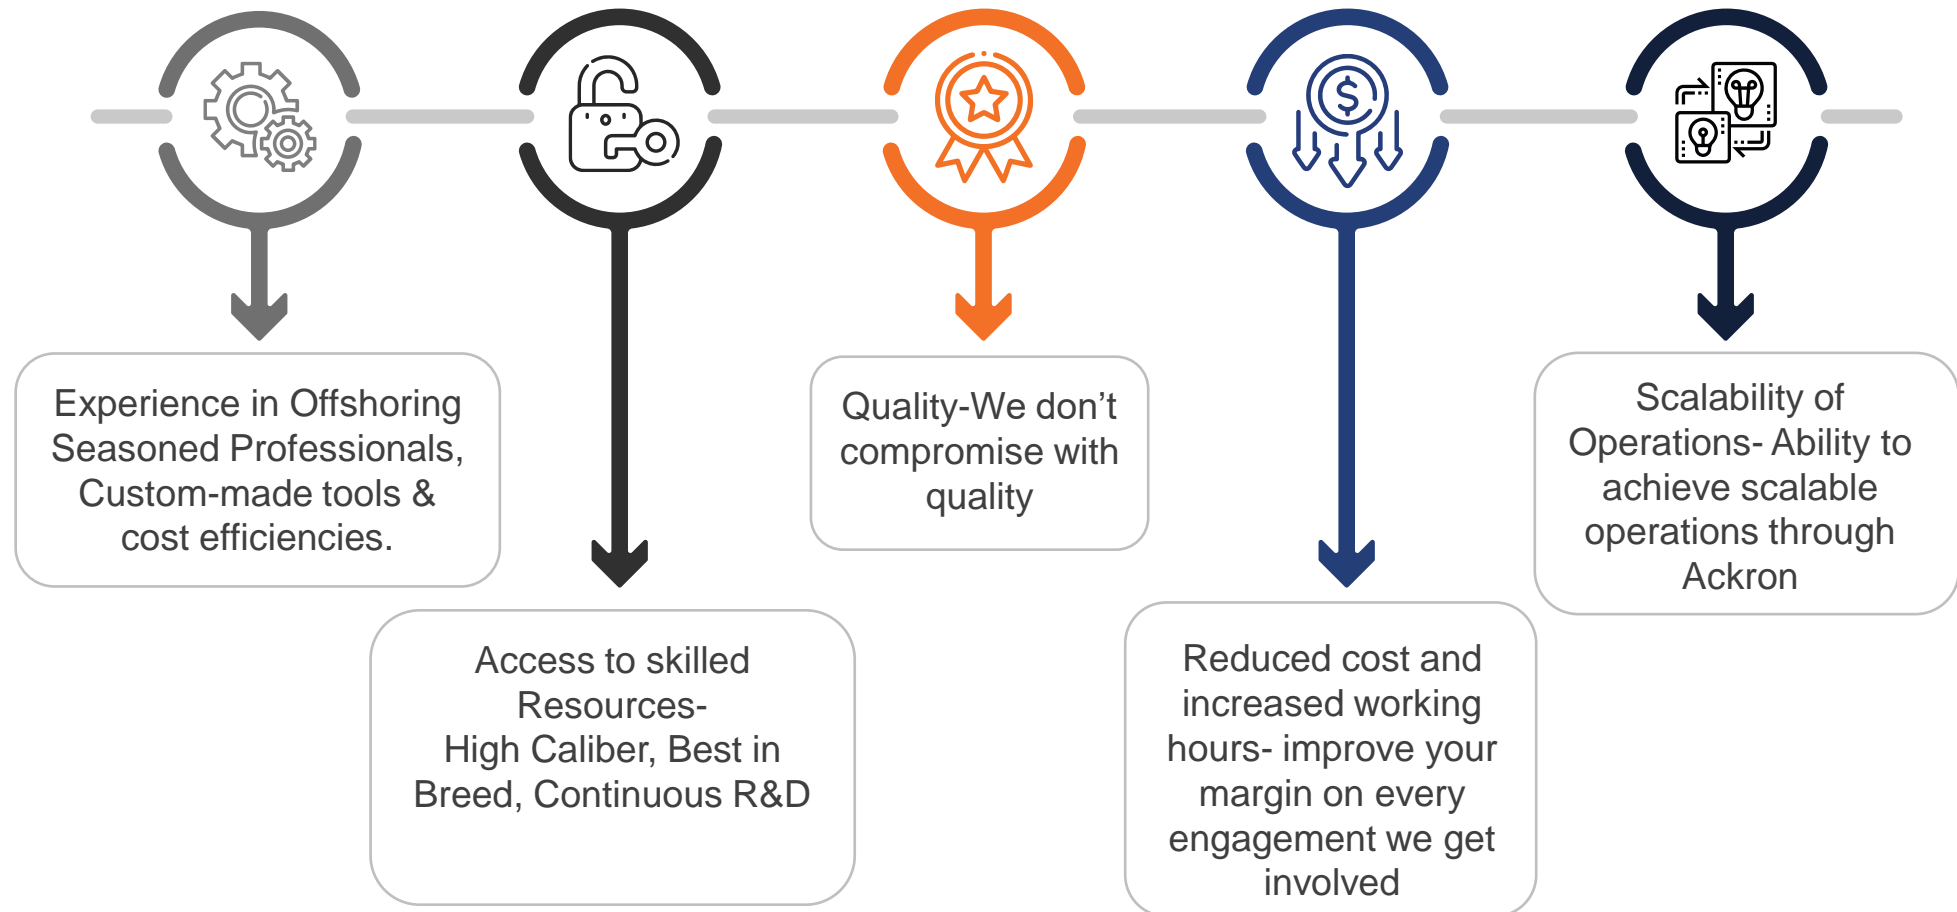 Experience in Offshoring
Seasoned Professionals,
Custom-made tools &
cost efficiencies.
Access to skilled
Resources-
High Caliber, Best in
Breed, Continuous R&D
Quality-We don’t
compromise with
quality
Reduced cost and
increased working
hours- improve your
margin on every
engagement we get
involved
Scalability of
Operations- Ability to
achieve scalable
operations through
Ackron